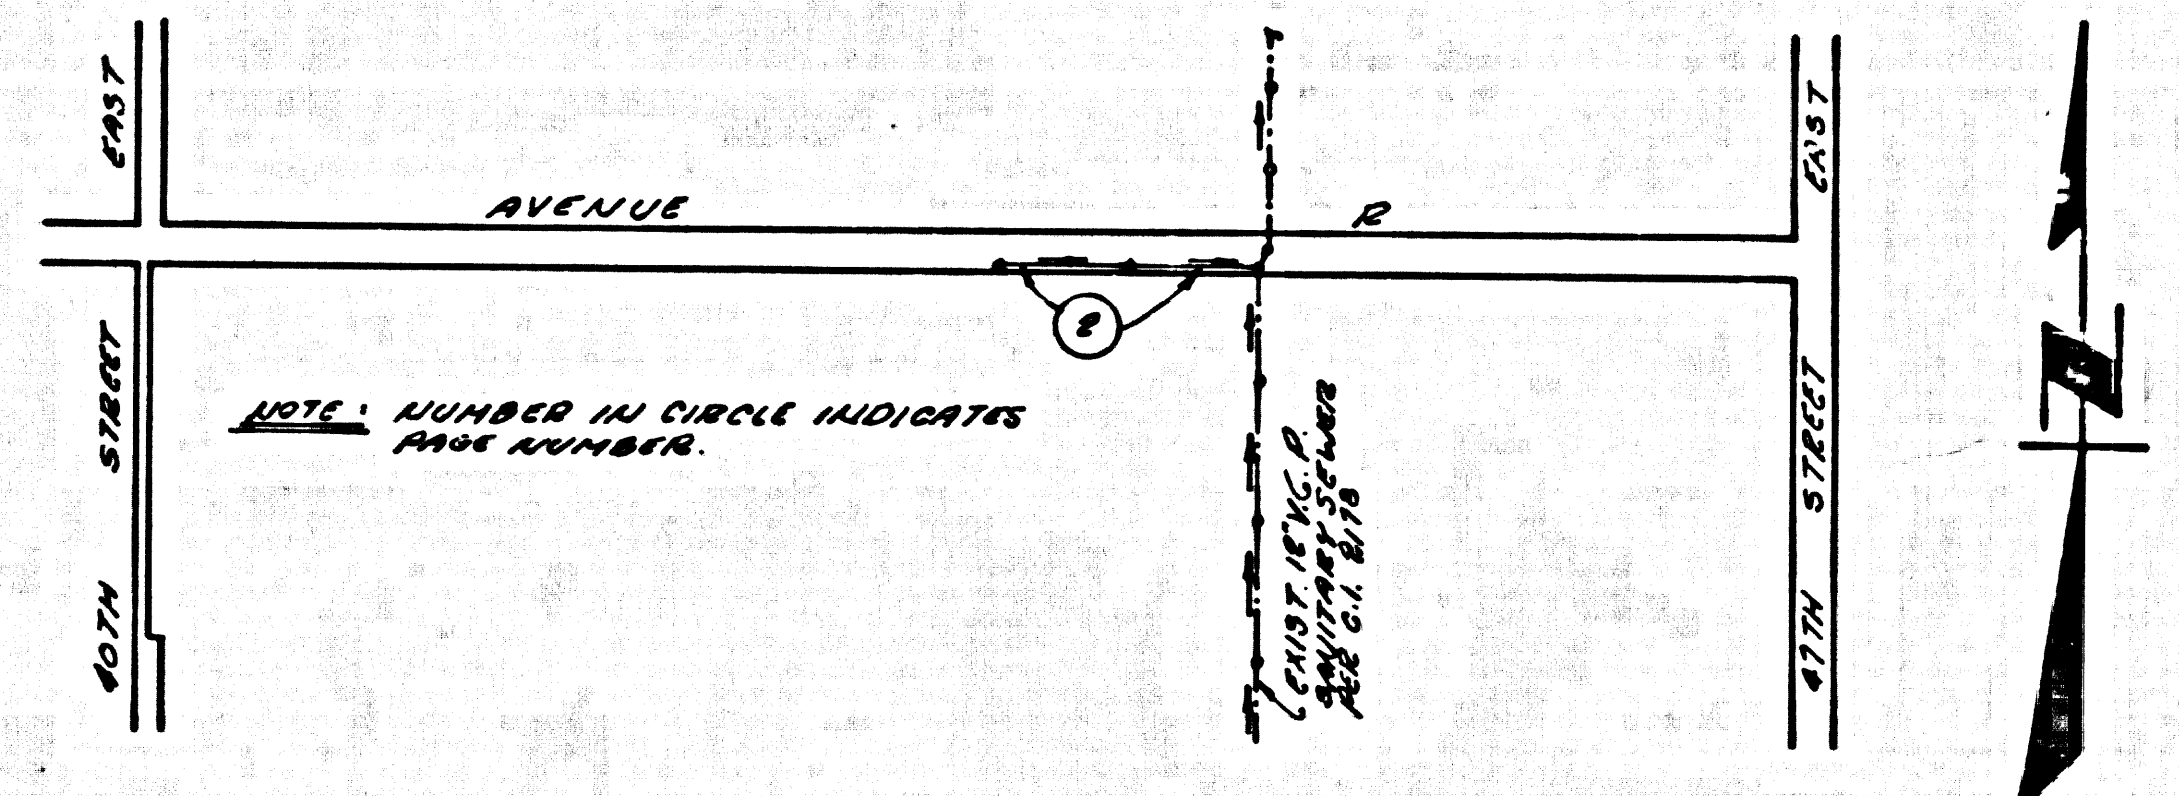 EAST
STREET
40TH
AVENUE R
2
NOTE: NUMBER IN CIRCLE INDICATES
PAGE NUMBER.
EXIST. 18" V.C.P.
SANITARY SEWER
PER C.I. 2178
EAST
STREET
47TH
N